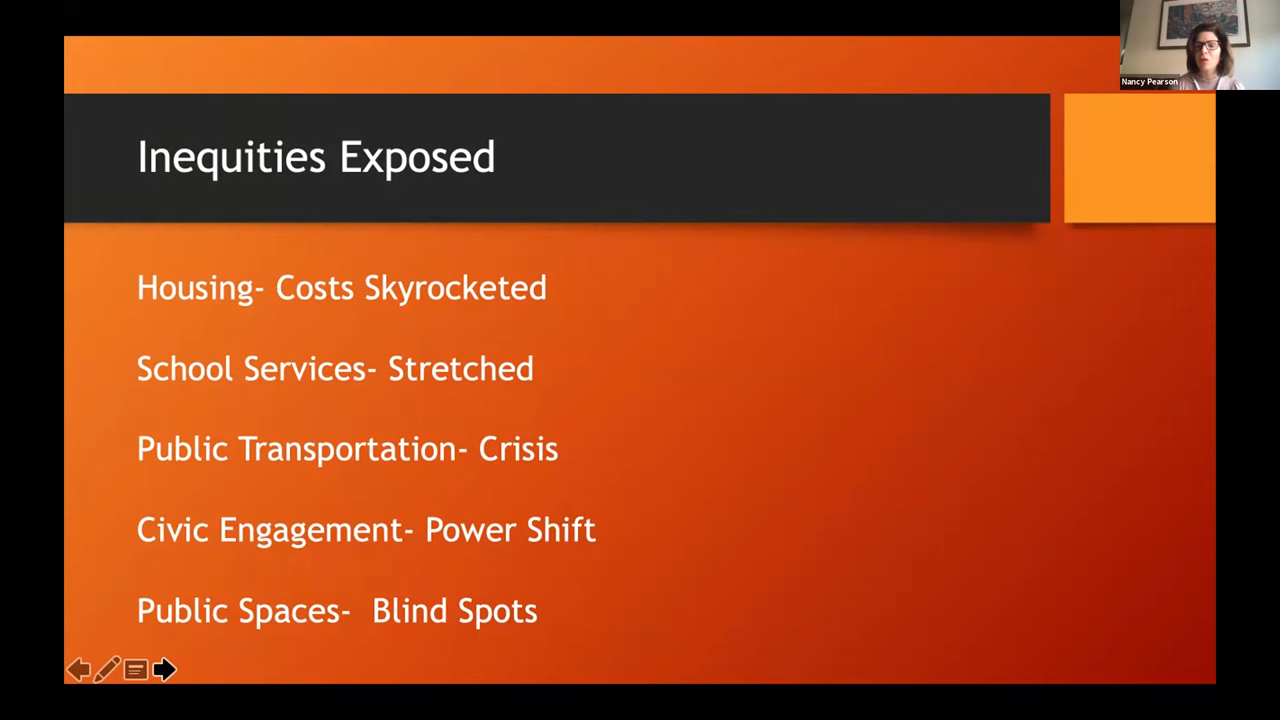 Nancy Pearson
Inequities Exposed
Housing- Costs Skyrocketed
School Services- Stretched
Public Transportation- Crisis
Civic Engagement- Power Shift
Public Spaces-  Blind Spots